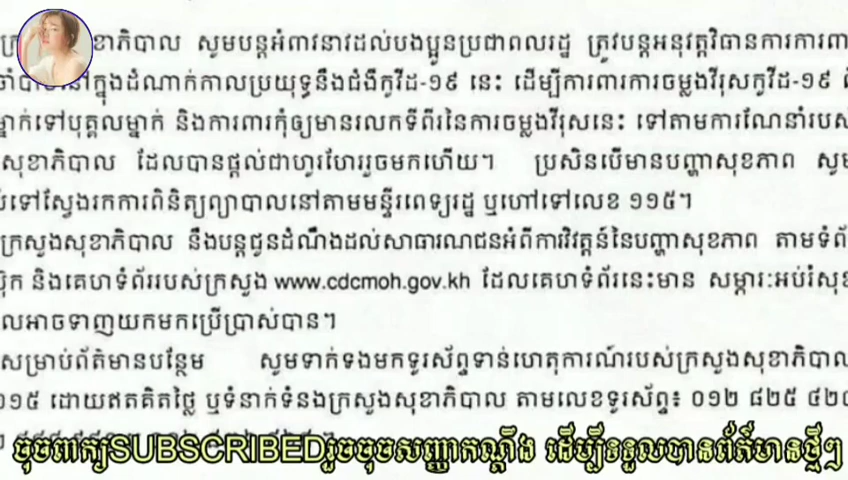 ខាភិបាល សូមបន្តអំពាវនាវដល់បងប្អូនប្រជាពលរដ្ឋ ត្រូវបន្តអនុវត្តវិធានការការពា
ចាំបាច់នៅក្នុងដំណាក់កាលប្រយុទ្ធនឹងជំងឺកូវីដ-១៩ នេះ ដើម្បីការពារការចម្លងវីរុសកូវីដ-១៩
ម្នាក់ទៅបុគ្គលម្នាក់ និងការពារកុំឲ្យមានរលកទីពីរនៃការចម្លងវីរុសនេះ ទៅតាមការណែនាំរបស់
សុខាភិបាល ដែលបានផ្តល់ជាហូរហែរួចមកហើយ។ ប្រសិនបើមានបញ្ហាសុខភាព សូម
ទៅស្វែងរកការពិនិត្យព្យាបាលនៅតាមមន្ទីរពេទ្យរដ្ឋ ឬហៅទៅលេខ ១១៥។
ក្រសួងសុខាភិបាល នឹងបន្តជូនដំណឹងដល់សាធារណជនអំពីការវិវត្តន៍នៃបញ្ហាសុខភាព តាមទំព័
ប៊ុក និងគេហទំព័ររបស់ក្រសួង www.cdcmoh.gov.kh ដែលគេហទំព័រនេះមាន សម្ភារៈអប់រំសុខ
លអាចទាញយកមកប្រើប្រាស់បាន។
សម្រាប់ព័ត៌មានបន្ថែម សូមទាក់ទងមកទូរស័ព្ទទាន់ហេតុការណ៍របស់ក្រសួងសុខាភិបាល
១១៥ ដោយឥតគិតថ្លៃ ឬទំនាក់ទំនងក្រសួងសុខាភិបាល តាមលេខទូរស័ព្ទ៖ ០១២ ៨២៥ ៤២០
ចុចពាក្យSUBSCRIBEDរួចចុចសញ្ញាកណ្ដឹង ដើម្បីទទួលបានព័ត៌មានថ្មីៗ